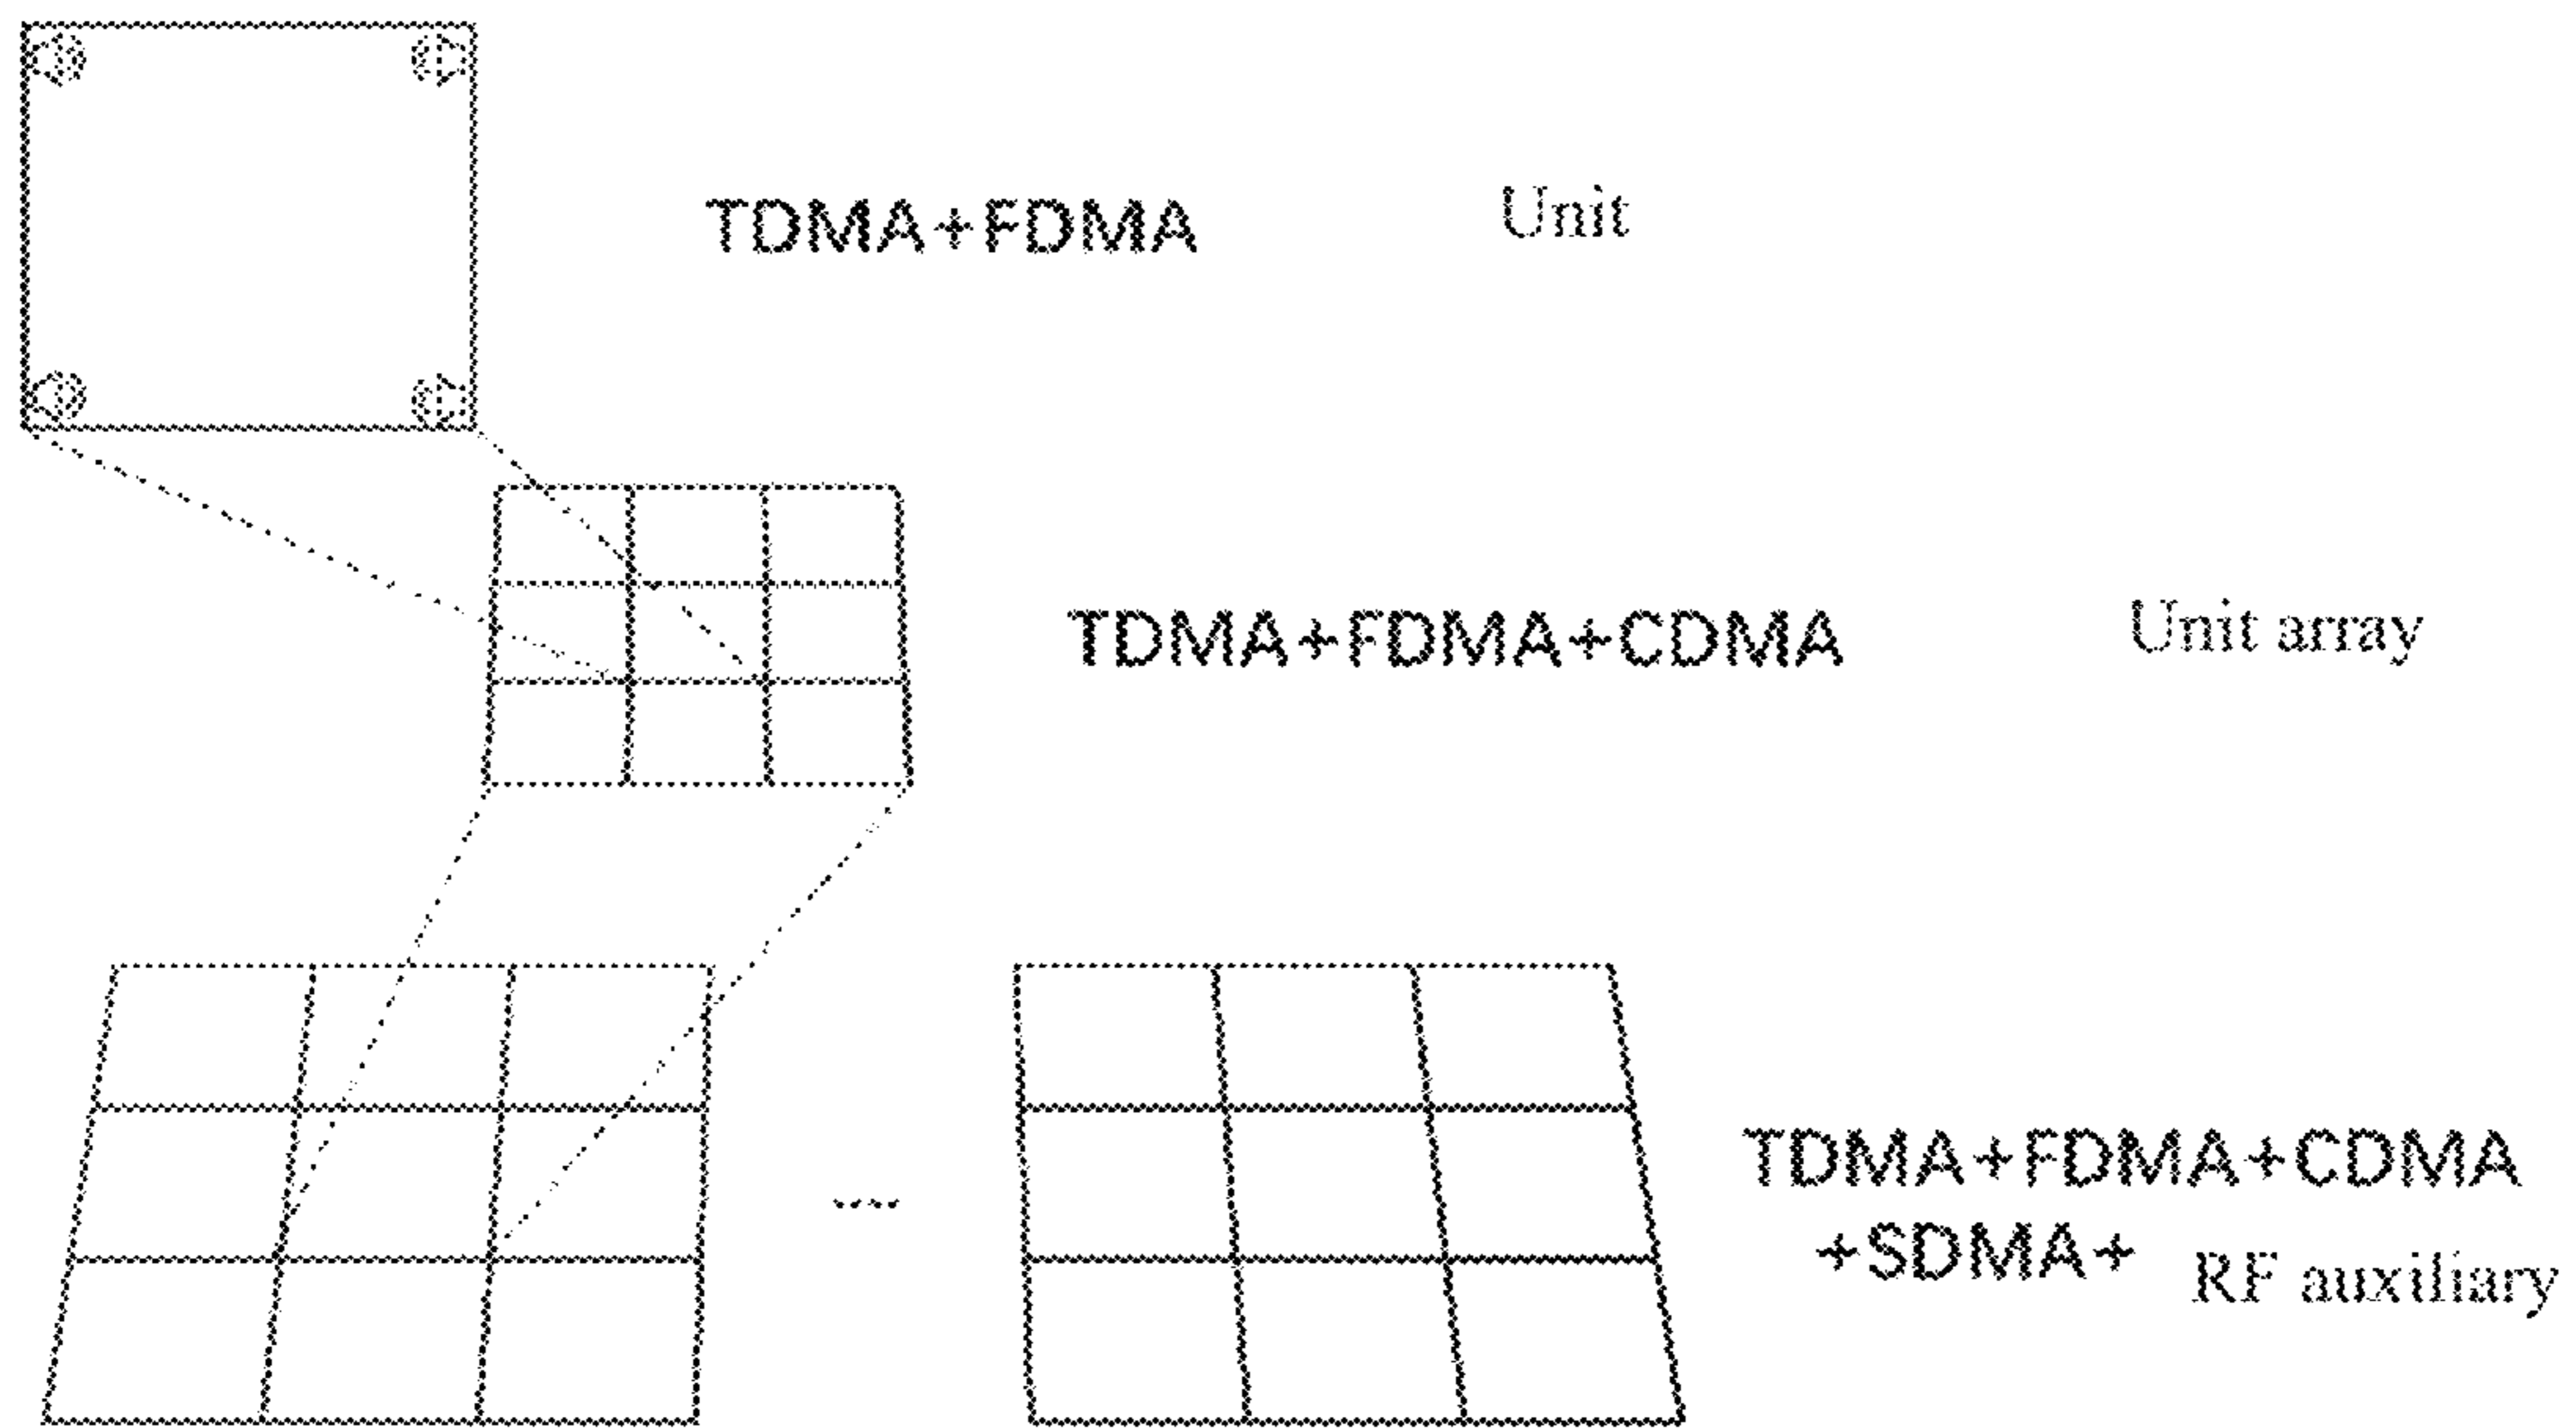 TDMA+FDMA Unit
TDMA+FDMA+CDMA Unit array
TDMA+FDMA+CDMA
+SDMA+ RF auxiliary